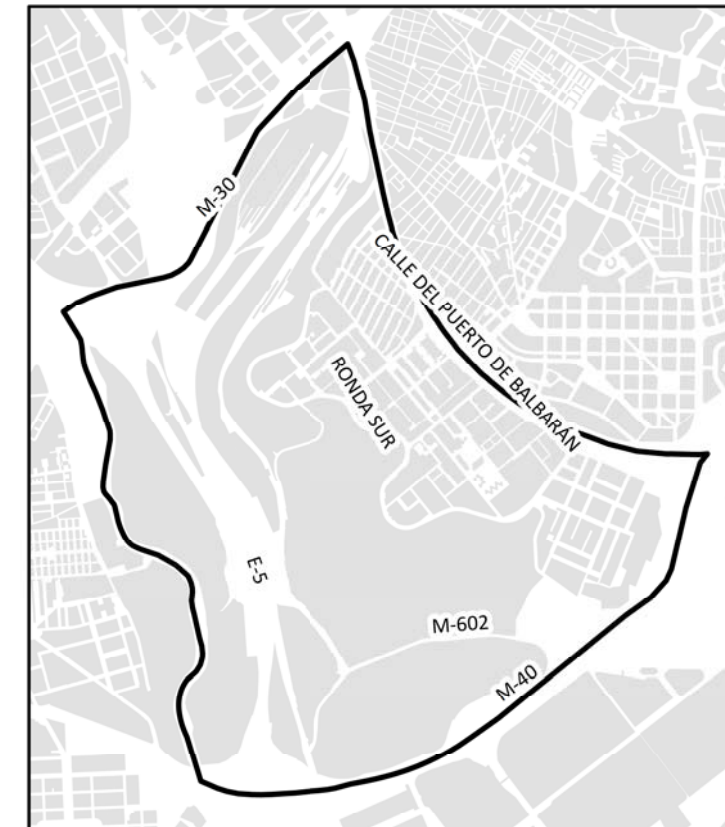 M-30
CALLE DEL PUERTO DE BALBARÁN
RONDA SUR
E-5
M-602
M-40